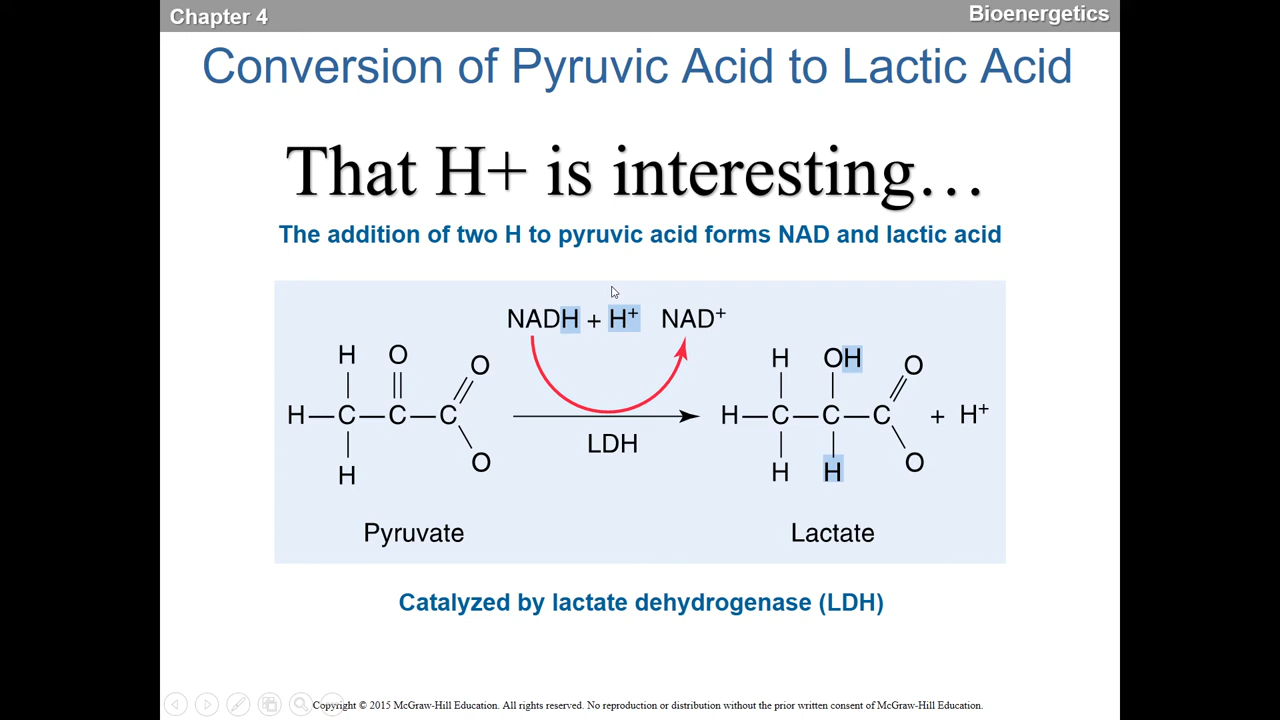 Chapter 4
Bioenergetics
Conversion of Pyruvic Acid to Lactic Acid
That H+ is interesting…
The addition of two H to pyruvic acid forms NAD and lactic acid
NADH + H⁺ NAD⁺
H O O H OH O
H C C C H C C C + H⁺
LDH
H O H H O
Pyruvate Lactate
Catalyzed by lactate dehydrogenase (LDH)
Copyright © 2015 McGraw-Hill Education. All rights reserved. No reproduction or distribution without the prior written consent of McGraw-Hill Education.